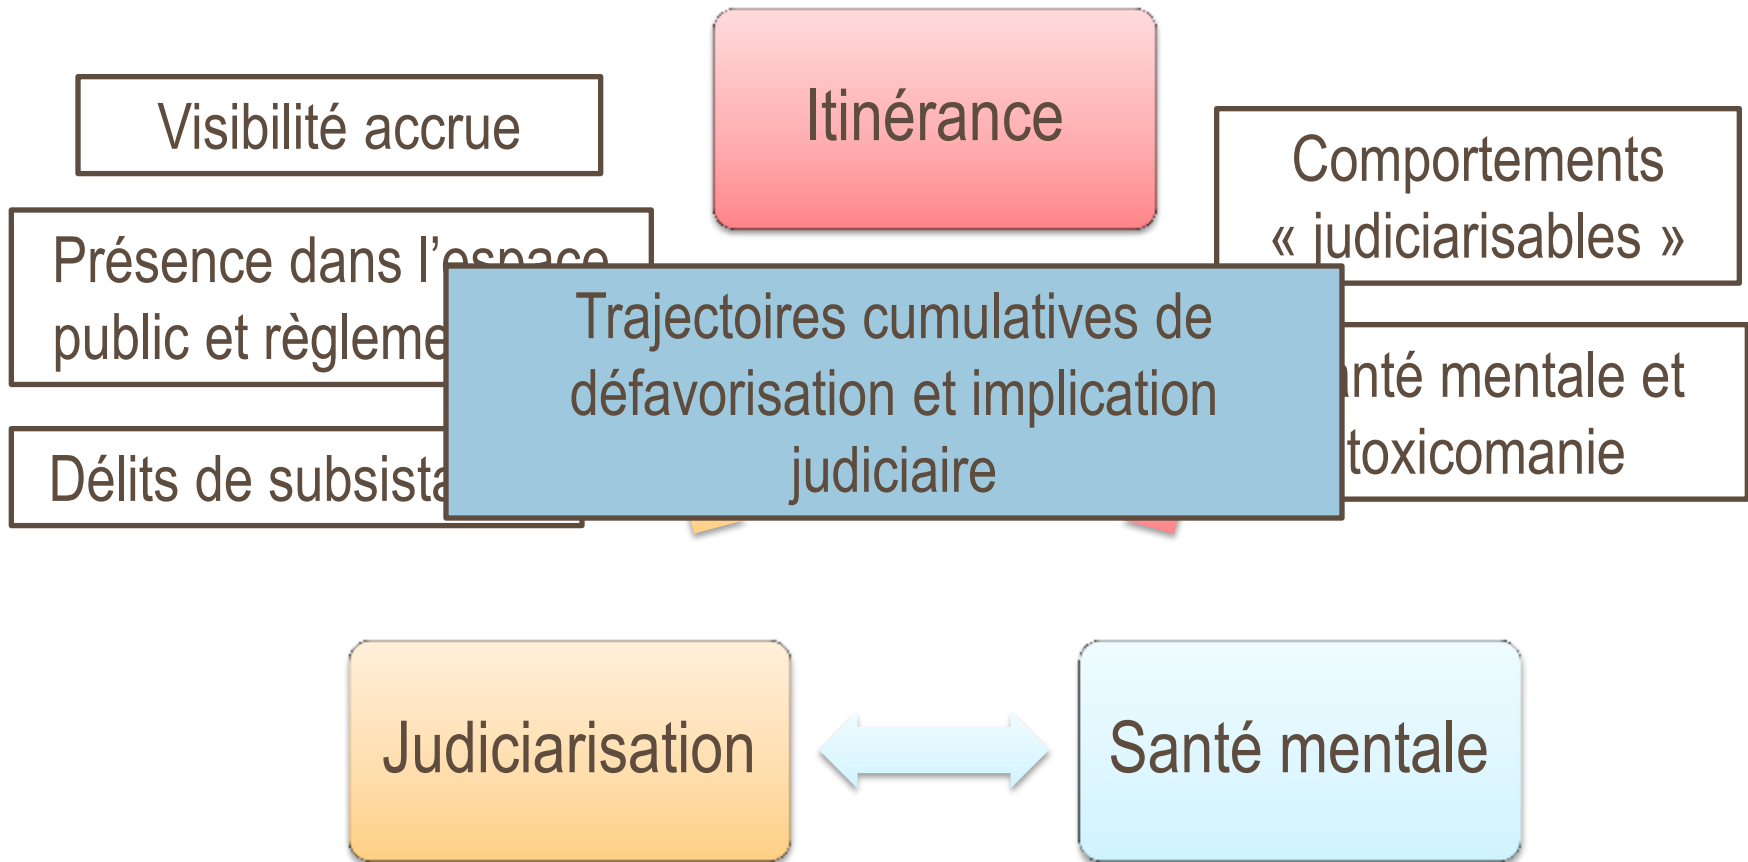 Itinérance
Visibilité accrue
Comportements
« judiciarisables »
Présence dans l’espace
public et règleme
Trajectoires cumulatives de
défavorisation et implication
judiciaire
anté mentale et
toxicomanie
Délits de subsista
Judiciarisation
Santé mentale